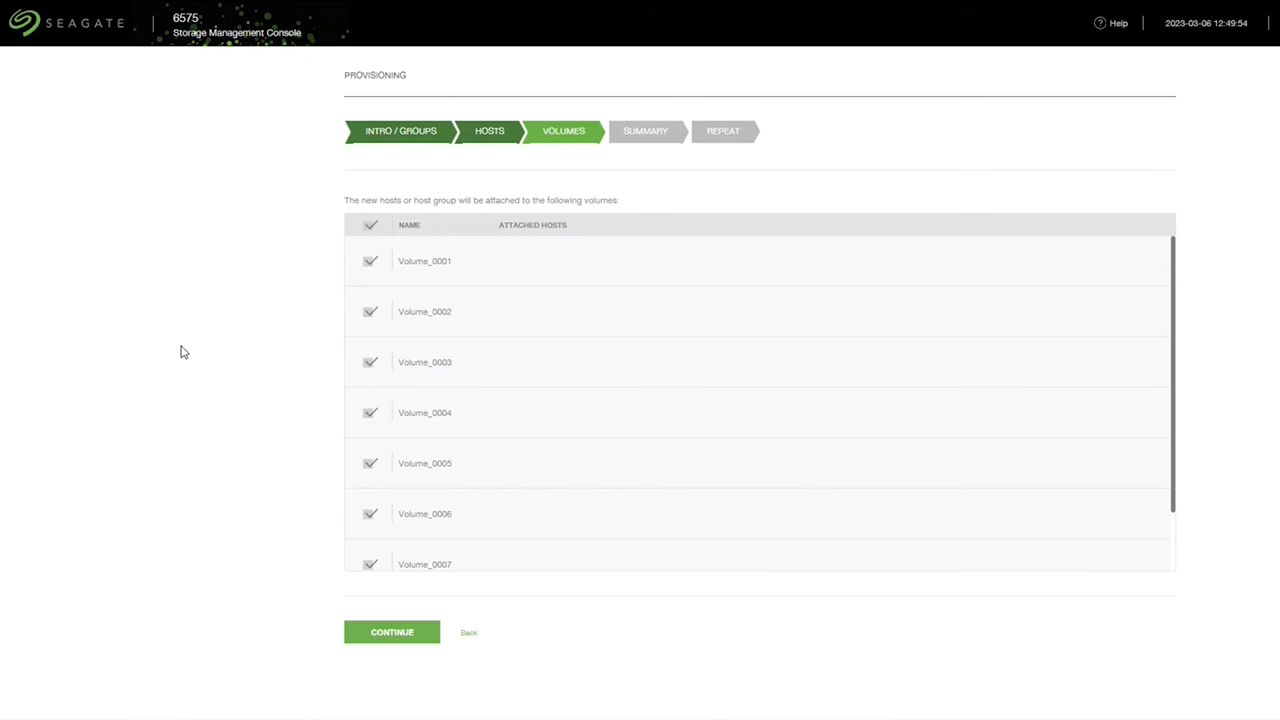 SEAGATE
6575
Storage Management Console
Help
2023-03-06 12:49:54
PROVISIONING
INTRO / GROUPS HOSTS VOLUMES SUMMARY REPEAT
The new hosts or host group will be attached to the following volumes:
NAME ATTACHED HOSTS
Volume_0001
Volume_0002
Volume_0003
Volume_0004
Volume_0005
Volume_0006
Volume_0007
CONTINUE Back